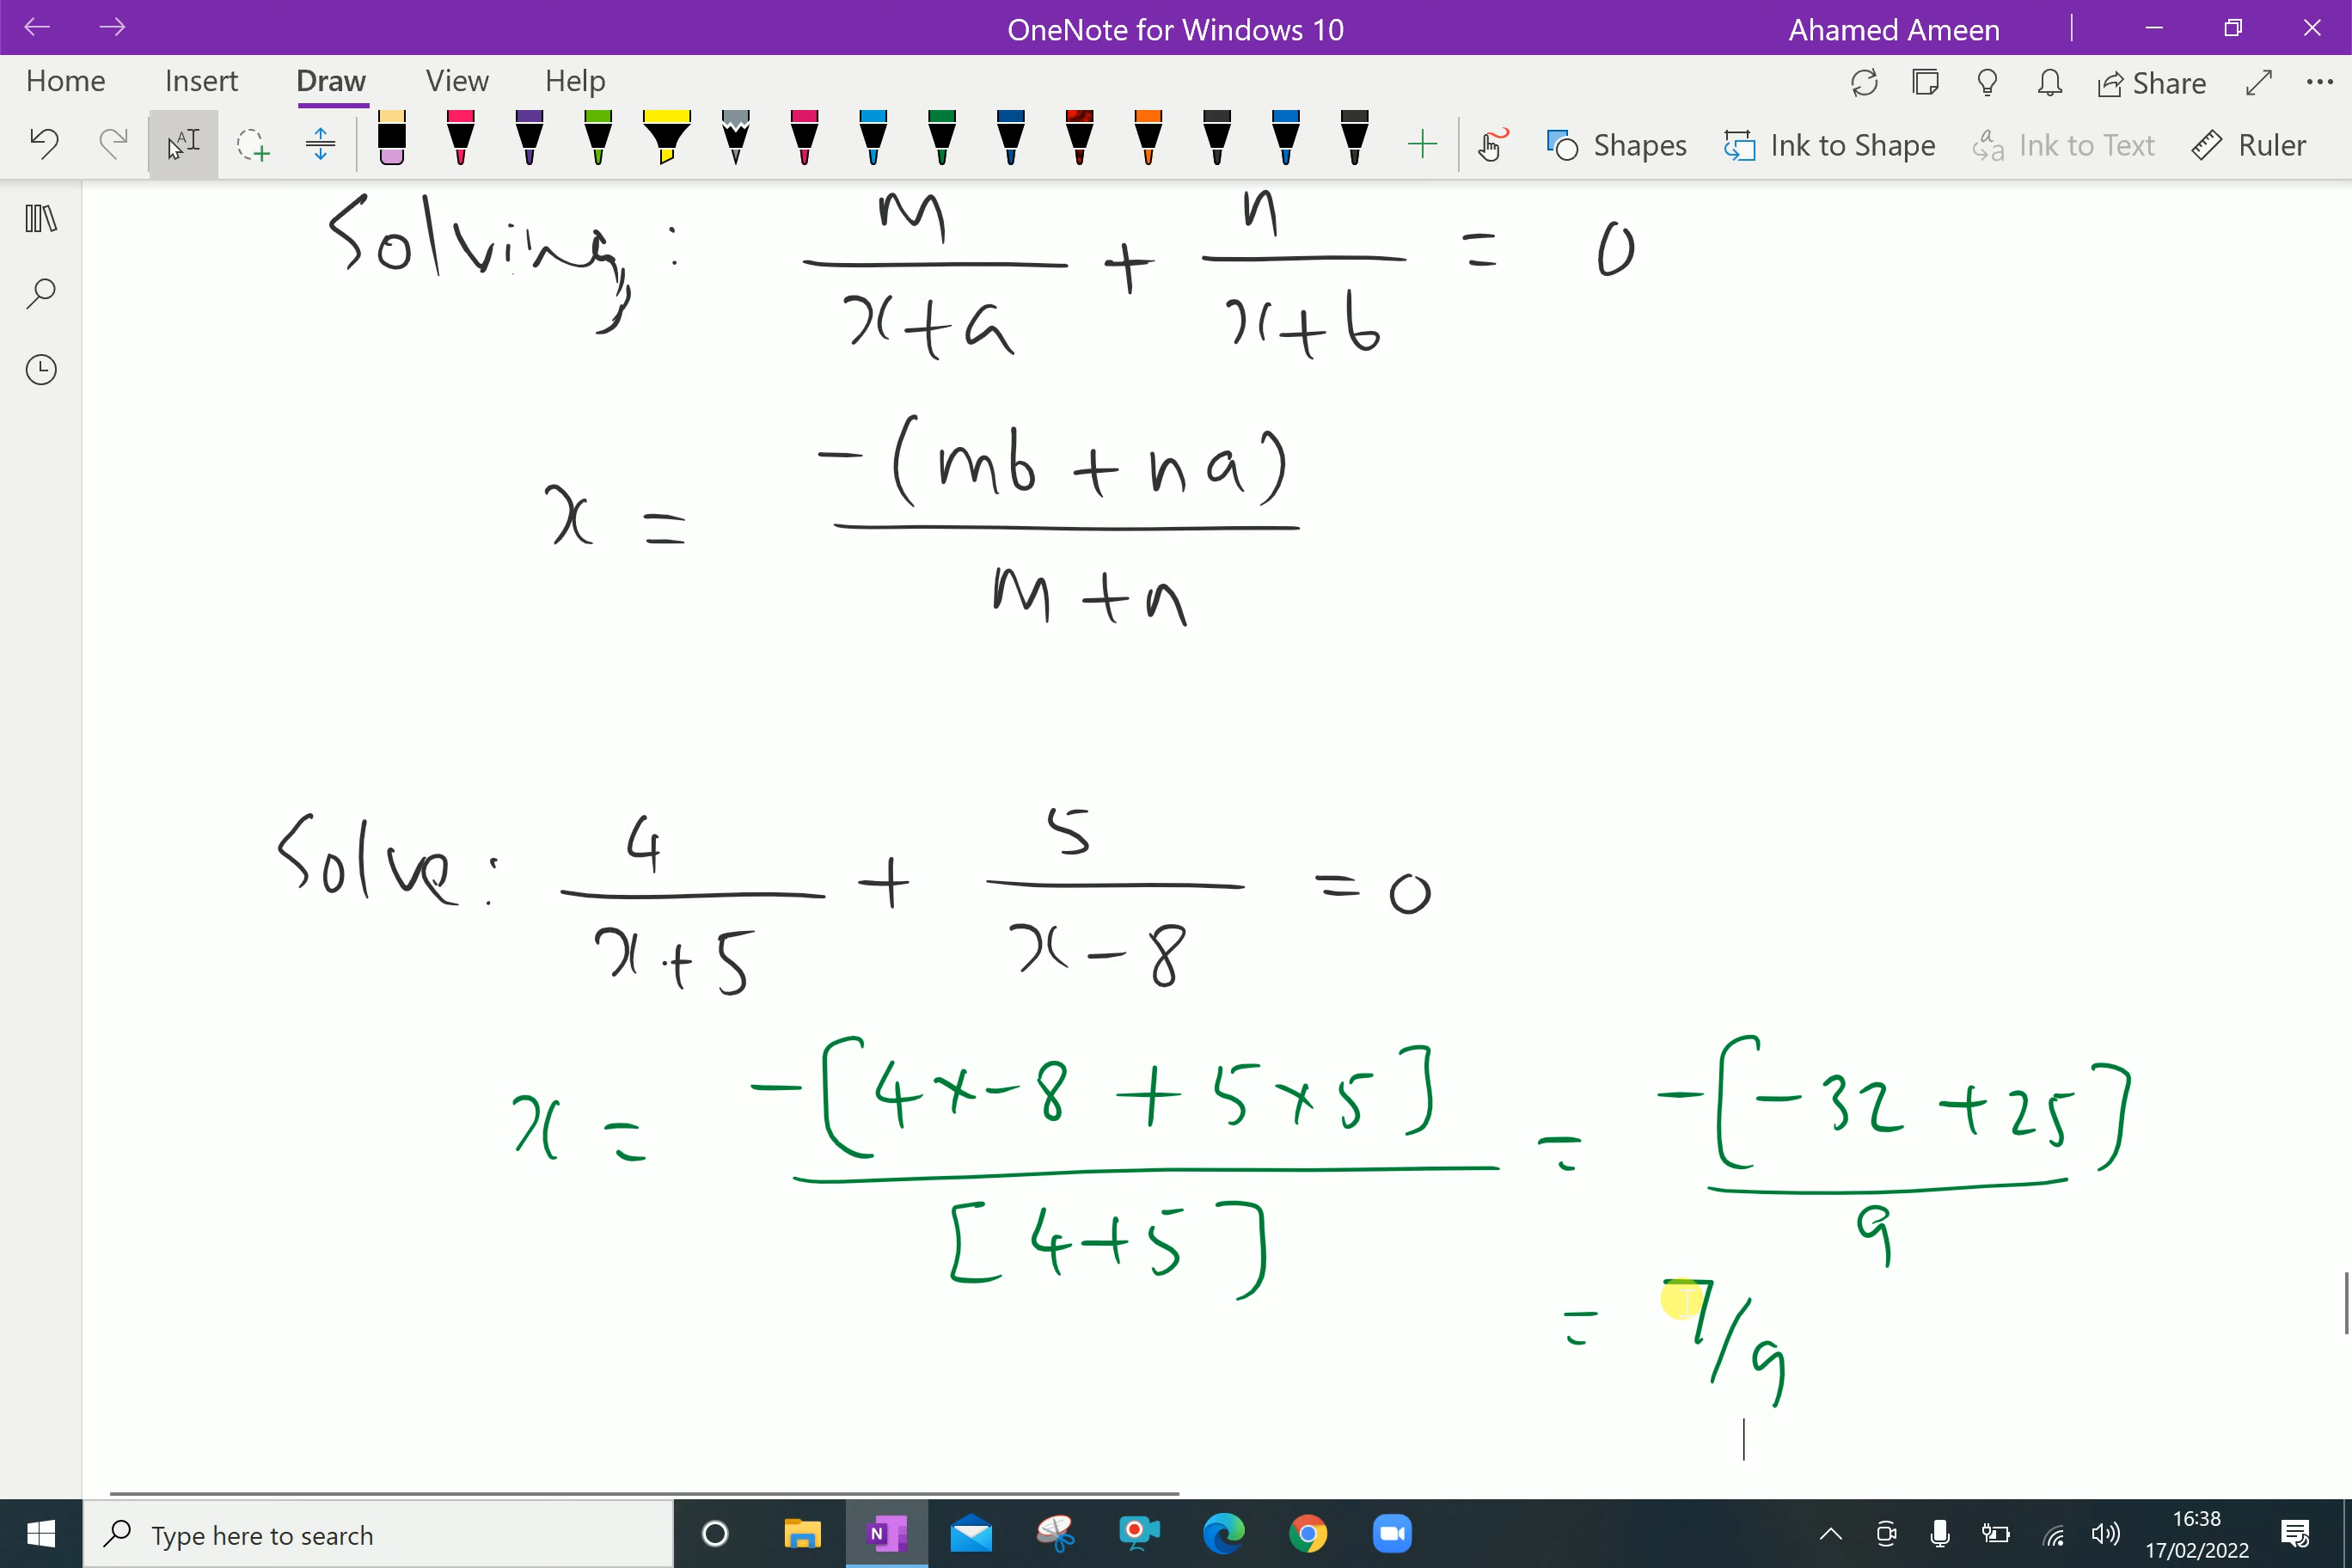 OneNote for Windows 10
Ahamed Ameen
Home Insert Draw View Help
Share
Shapes Ink to Shape Ink to Text Ruler
Solving: m/(x+a) + n/(x+b) = 0
x = -(mb + na)/(m+n)
Solve: 4/(x+5) + 5/(x-8) = 0
x = -[4×-8 + 5×5]/[4+5] = -[-32+25]/9
= 7/9
Type here to search
16:38
17/02/2022